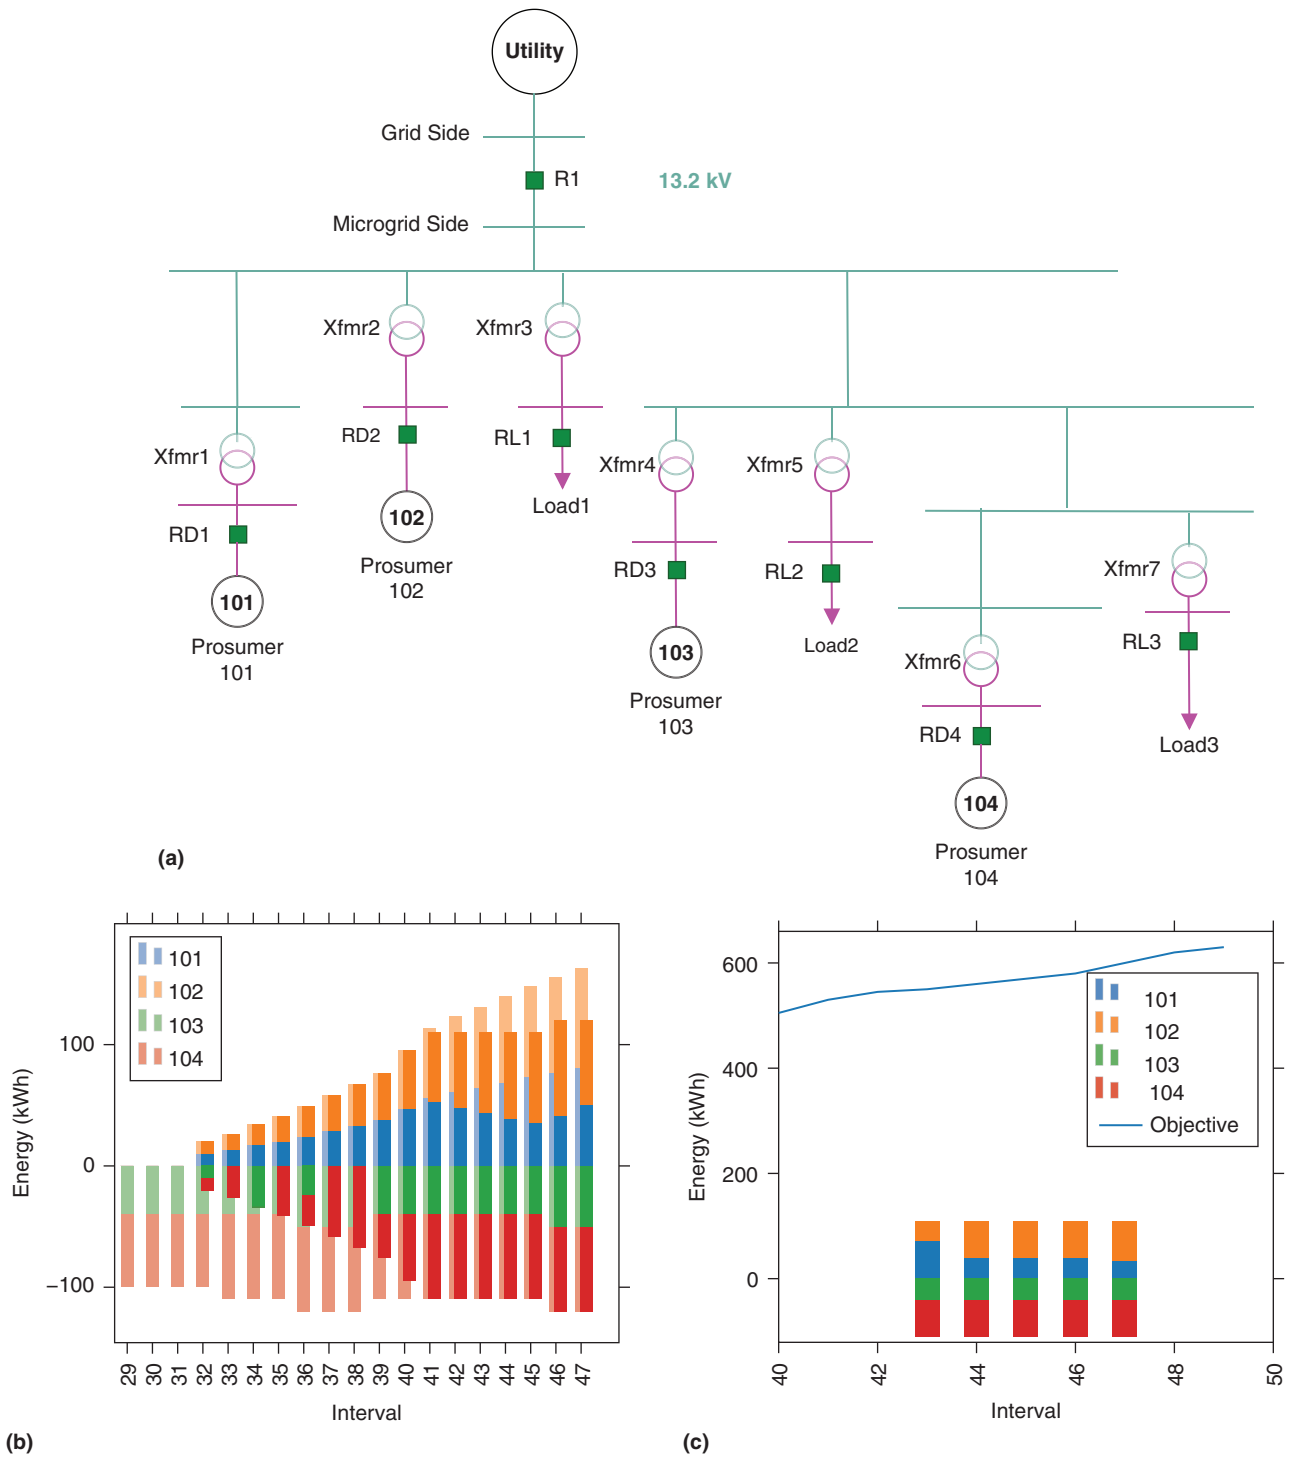 Utility
Grid Side
R1
13.2 kV
Microgrid Side
Xfmr2
Xfmr3
Xfmr1
RD2
RL1
Xfmr4
Xfmr5
102
Load1
RD1
Prosumer
102
RD3
RL2
Xfmr7
101
Prosumer
101
103
Load2
RL3
Xfmr6
Prosumer
103
RD4
Load3
104
Prosumer
104
(a)
101
102
103
104
100
0
−100
Energy (kWh)
29 30 31 32 33 34 35 36 37 38 39 40 41 42 43 44 45 46 47
Interval
(b)
600
400
200
0
Energy (kWh)
101
102
103
104
Objective
40 42 44 46 48 50
Interval
(c)